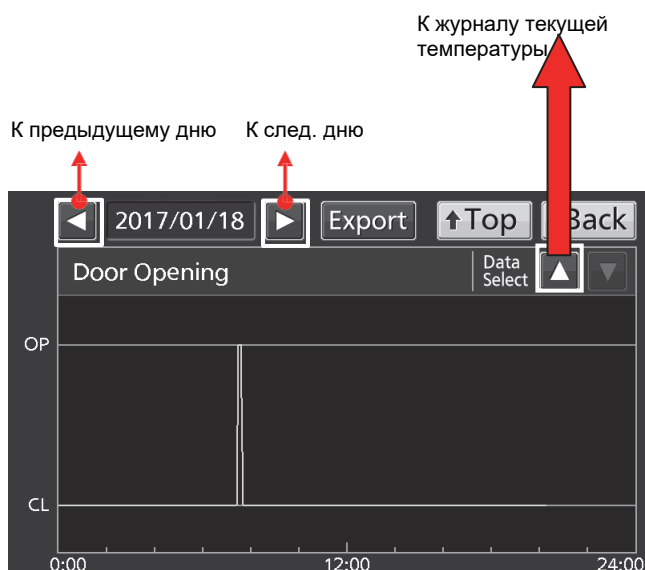 К журналу текущей
температуры
К предыдущему дню
К след. дню
◄ 2017/01/18 ► Export ↑Top Back
Door Opening
Data
Select ▲ ▼
OP
CL
0:00 12:00 24:00